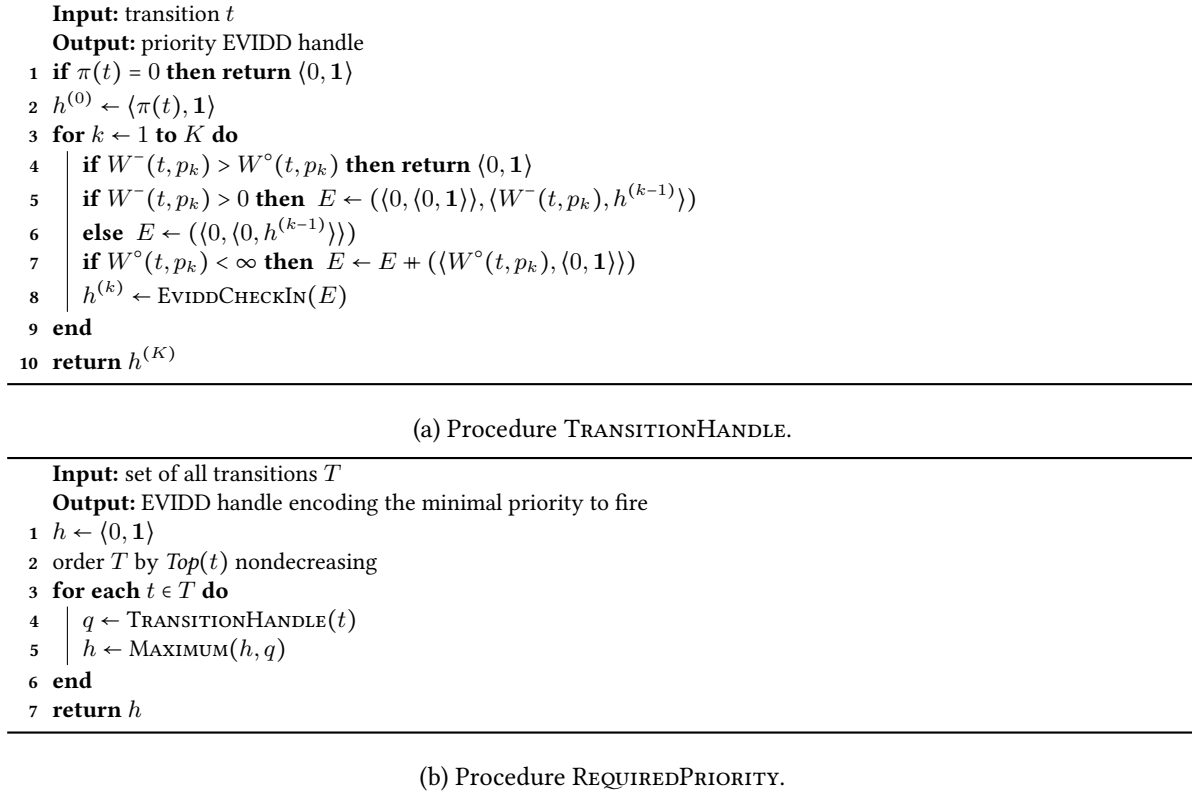 Input: transition t
Output: priority EVIDD handle
1 if π(t) = 0 then return ⟨0, 1⟩
2 h^(0) ← ⟨π(t), 1⟩
3 for k ← 1 to K do
4 if W⁻(t, p_k) > W°(t, p_k) then return ⟨0, 1⟩
5 if W⁻(t, p_k) > 0 then E ← (⟨0, ⟨0, 1⟩⟩, ⟨W⁻(t, p_k), h^(k−1)⟩)
6 else E ← (⟨0, ⟨0, h^(k−1)⟩⟩)
7 if W°(t, p_k) < ∞ then E ← E + (⟨W°(t, p_k), ⟨0, 1⟩⟩)
8 h^(k) ← EviddCheckIn(E)
9 end
10 return h^(K)
(a) Procedure TransitionHandle.
Input: set of all transitions T
Output: EVIDD handle encoding the minimal priority to fire
1 h ← ⟨0, 1⟩
2 order T by Top(t) nondecreasing
3 for each t ∈ T do
4 q ← TransitionHandle(t)
5 h ← Maximum(h, q)
6 end
7 return h
(b) Procedure RequiredPriority.